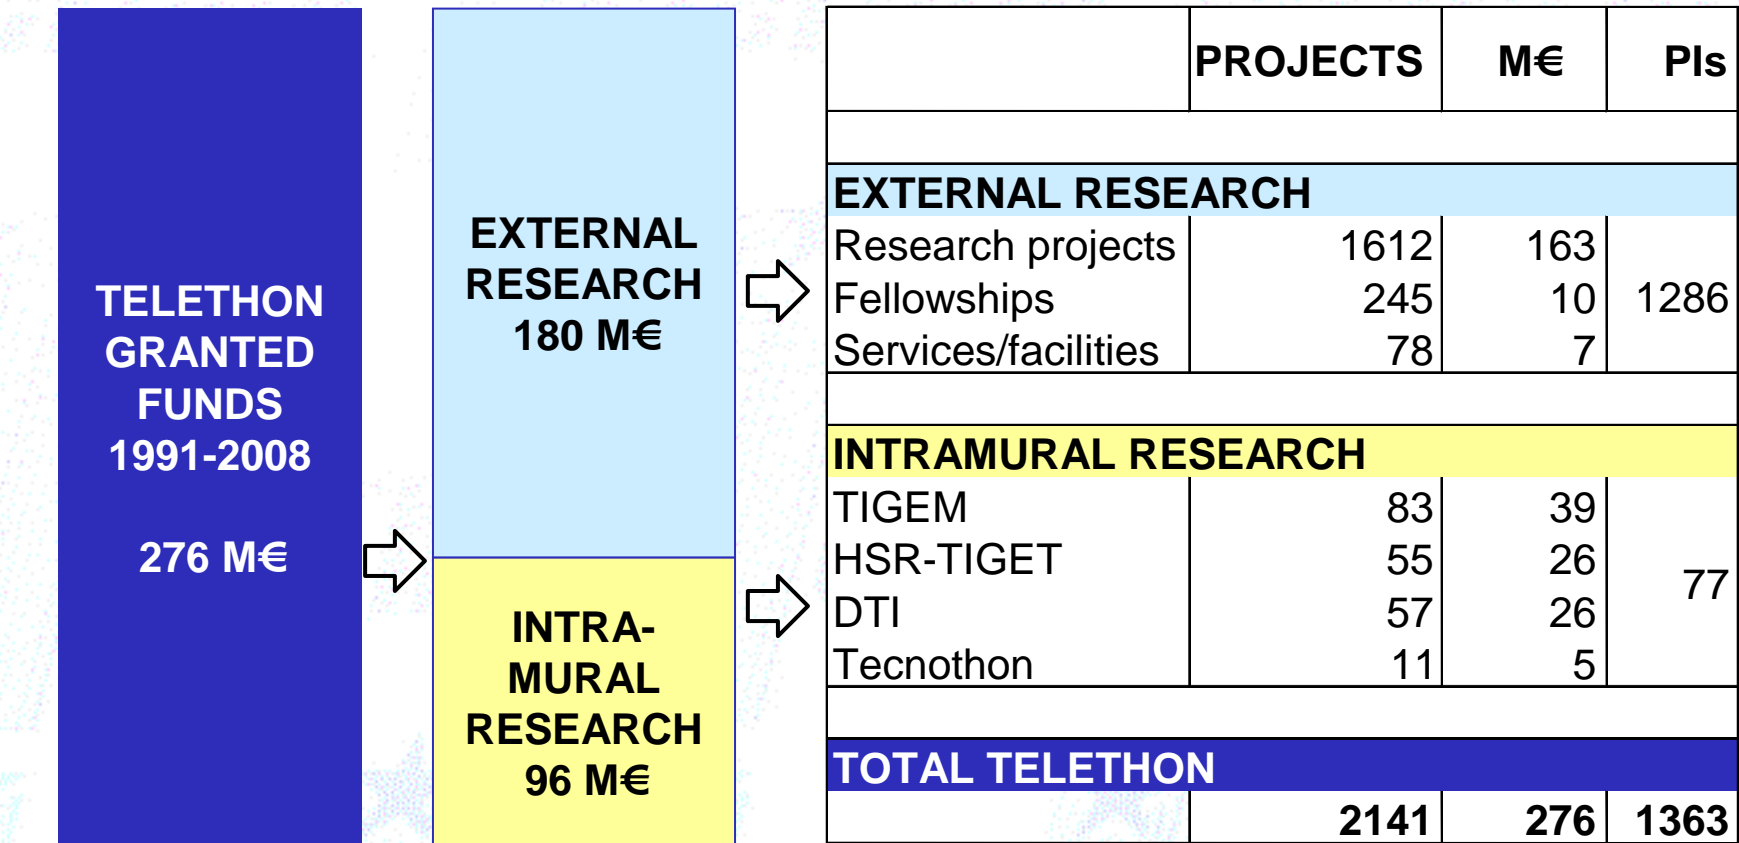 TELETHON
GRANTED
FUNDS
1991-2008
276 M€
EXTERNAL
RESEARCH
180 M€
INTRA-
MURAL
RESEARCH
96 M€
PROJECTS M€ PIs
EXTERNAL RESEARCH
Research projects 1612 163
Fellowships 245 10 1286
Services/facilities 78 7
INTRAMURAL RESEARCH
TIGEM 83 39
HSR-TIGET 55 26
77
DTI 57 26
Tecnothon 11 5
TOTAL TELETHON
2141 276 1363